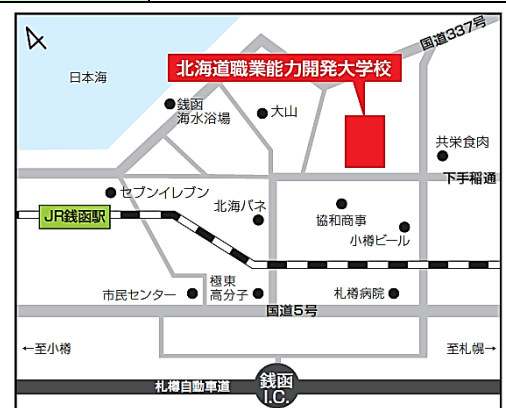 国道337号
日本海
北海道職業能力開発大学校
銭函
海水浴場
大山
共栄食肉
下手稲通
セブンイレブン
北海バネ
協和商事
JR銭函駅
小樽ビール
市民センター
極東
高分子
札樽病院
国道5号
←至小樽
至札幌→
札樽自動車道
銭函
I.C.